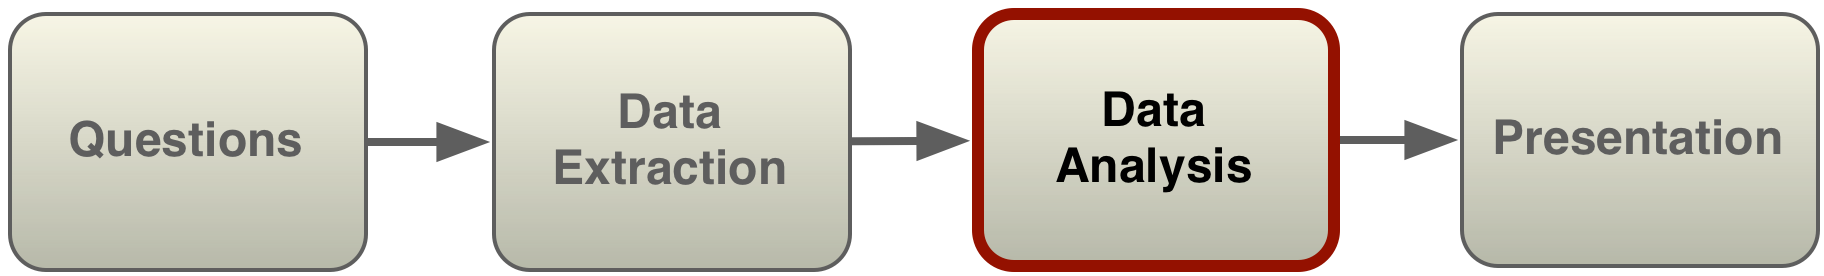 Questions
Data
Extraction
Data
Analysis
Presentation